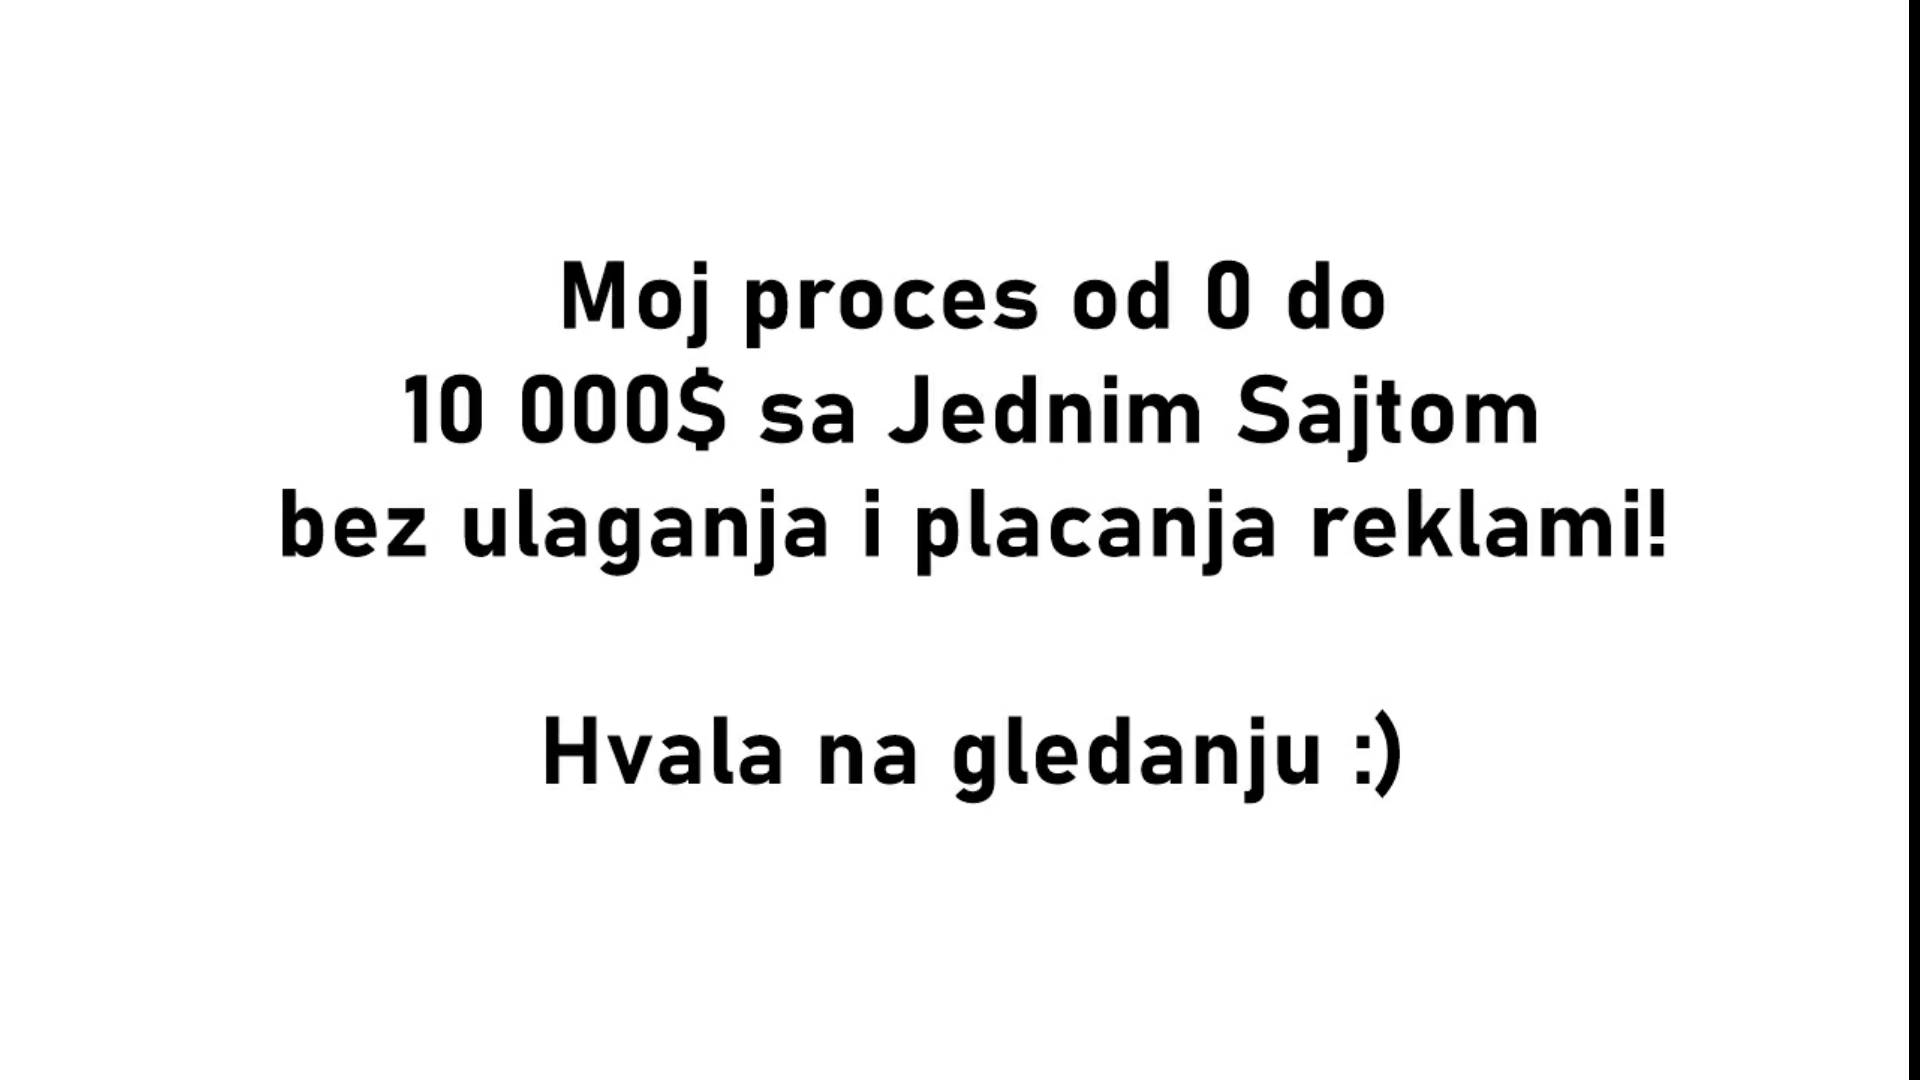 Moj proces od 0 do
10 000$ sa Jednim Sajtom
bez ulaganja i placanja reklami!
Hvala na gledanju :)